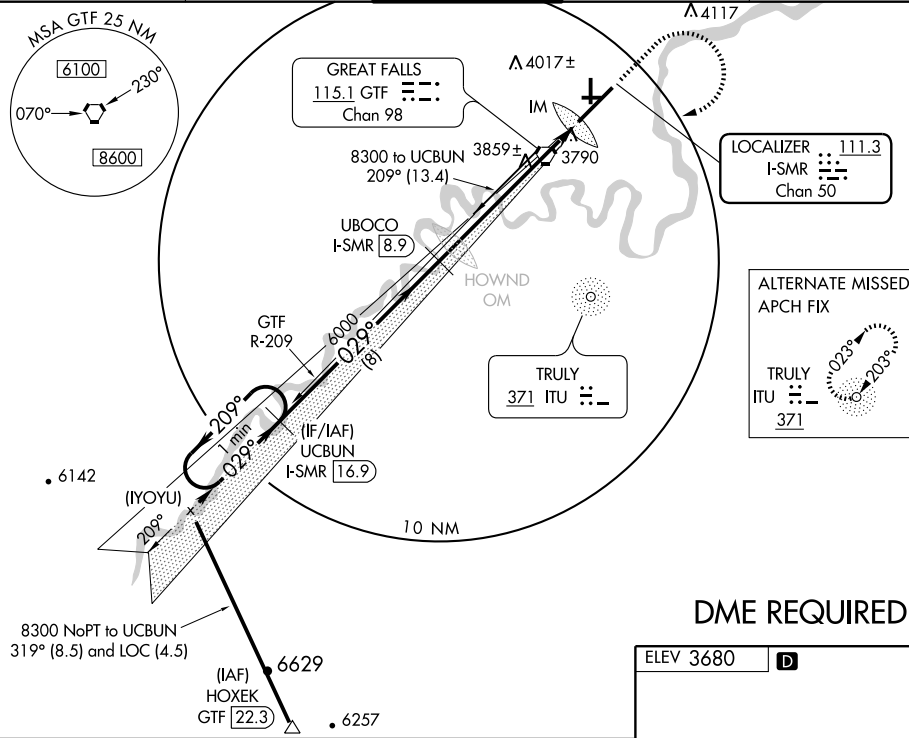 MSA GTF 25 NM
6100
230°
070°
8600
GREAT FALLS
115.1 GTF
Chan 98
4017±
4117
IM
3859±
3790
8300 to UCBUN
209° (13.4)
LOCALIZER 111.3
I-SMR
Chan 50
UBOCO
I-SMR 8.9
HOWND
OM
GTF
R-209
6000
029°
(8)
TRULY
371 ITU
ALTERNATE MISSED
APCH FIX
TRULY
ITU
371
023°
203°
209°
1 min
029°
(IF/IAF)
UCBUN
I-SMR 16.9
6142
(IYOYU)
209°
10 NM
8300 NoPT to UCBUN
319° (8.5) and LOC (4.5)
6629
(IAF)
HOXEK
GTF 22.3
6257
DME REQUIRED
ELEV 3680
D